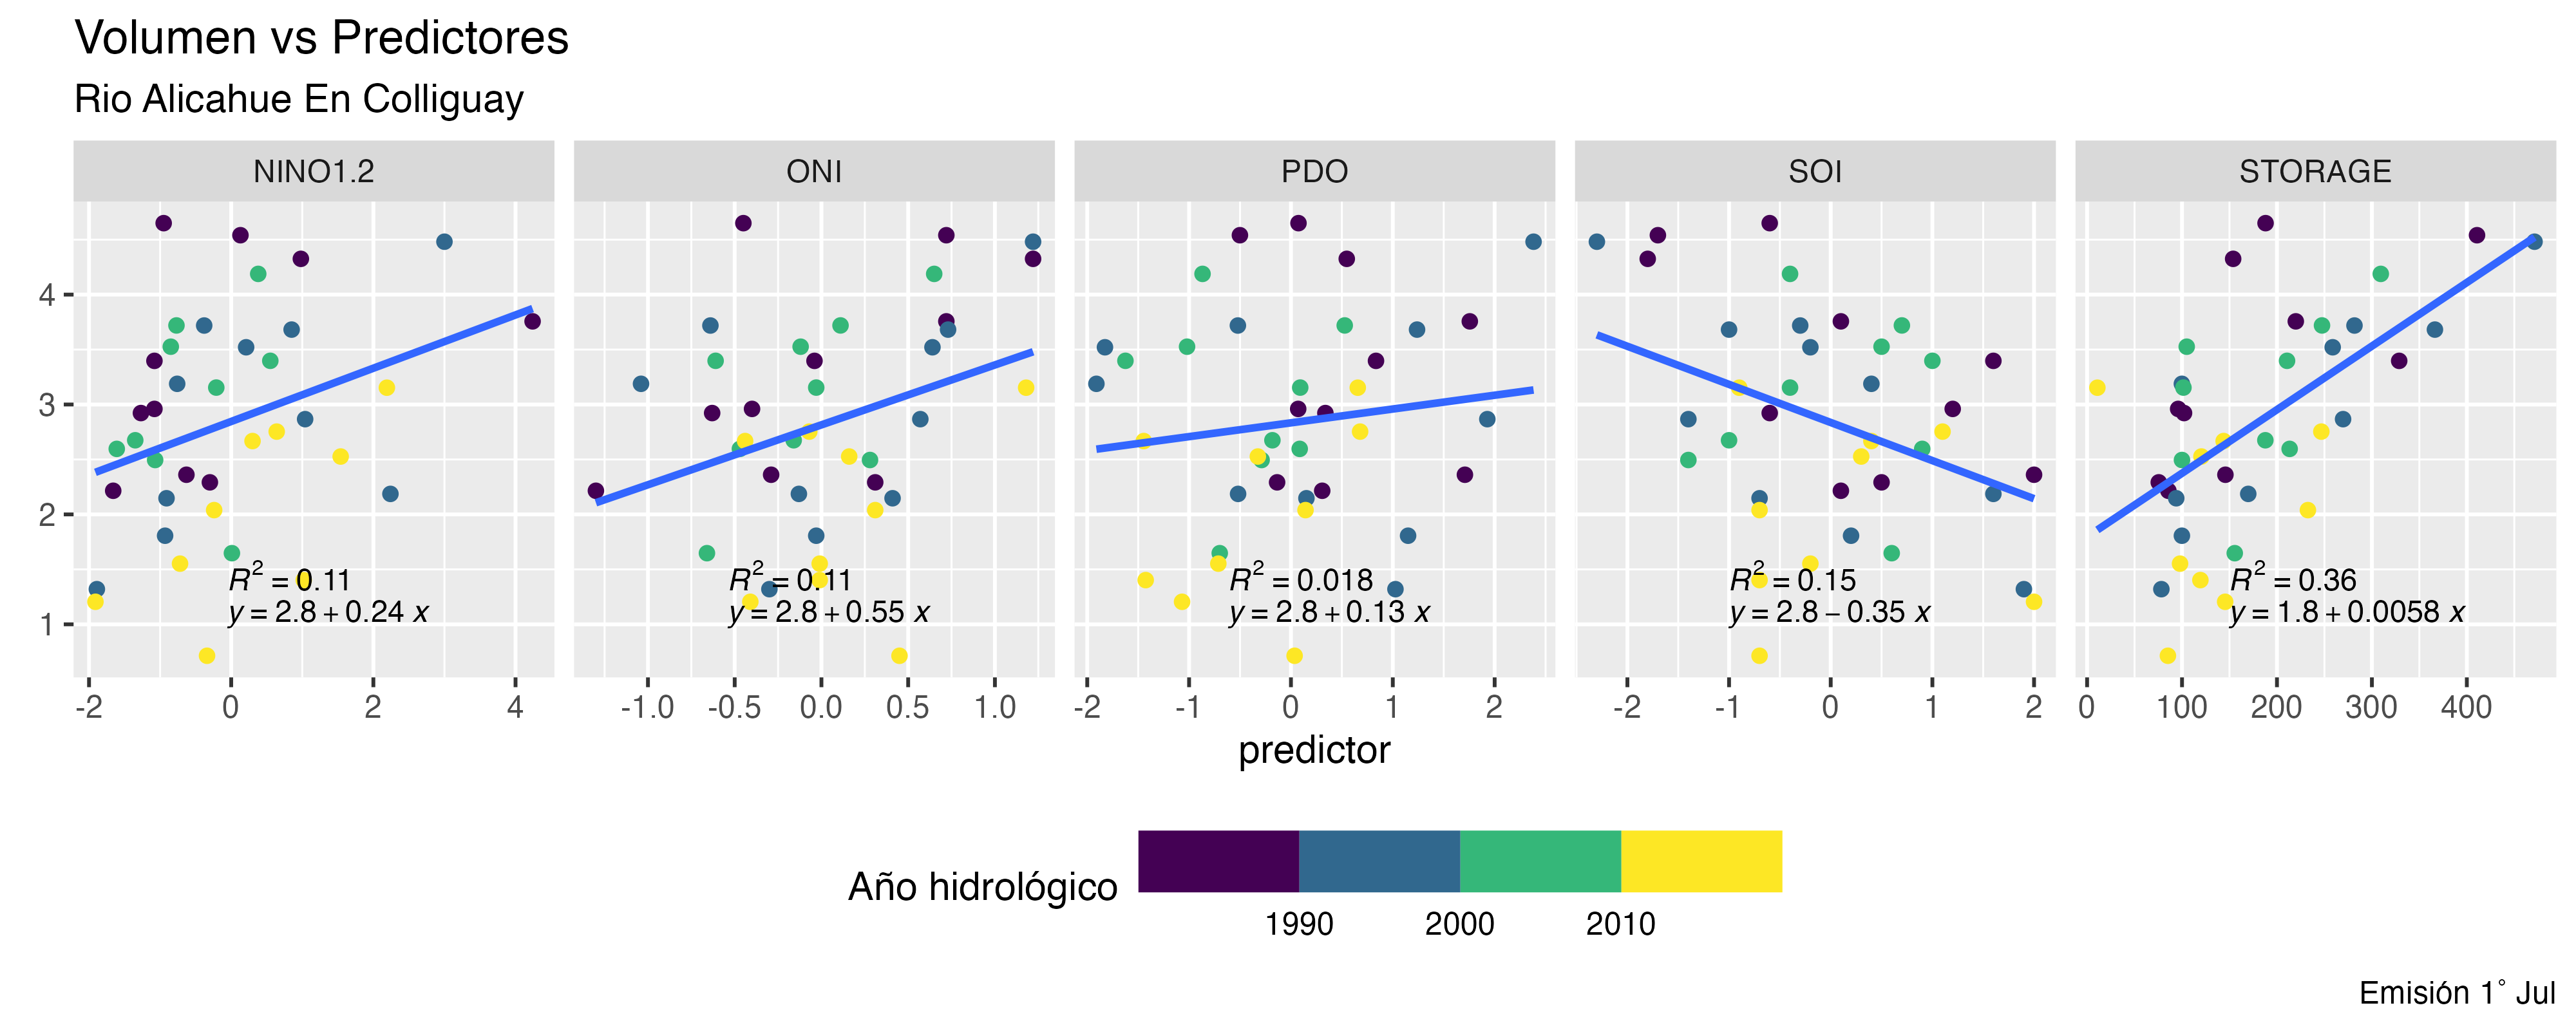 Volumen vs Predictores
Rio Alicahue En Colliguay
NINO1.2 ONI PDO SOI STORAGE
4
3
2
1
R² = 0.11 R² = 0.11 R² = 0.018 R² = 0.15 R² = 0.36
y = 2.8 + 0.24 x y = 2.8 + 0.55 x y = 2.8 + 0.13 x y = 2.8 − 0.35 x y = 1.8 + 0.0058 x
-2 0 2 4 -1.0 -0.5 0.0 0.5 1.0 -2 -1 0 1 2 -2 -1 0 1 2 0 100 200 300 400
predictor
Año hidrológico
1990 2000 2010
Emisión 1° Jul